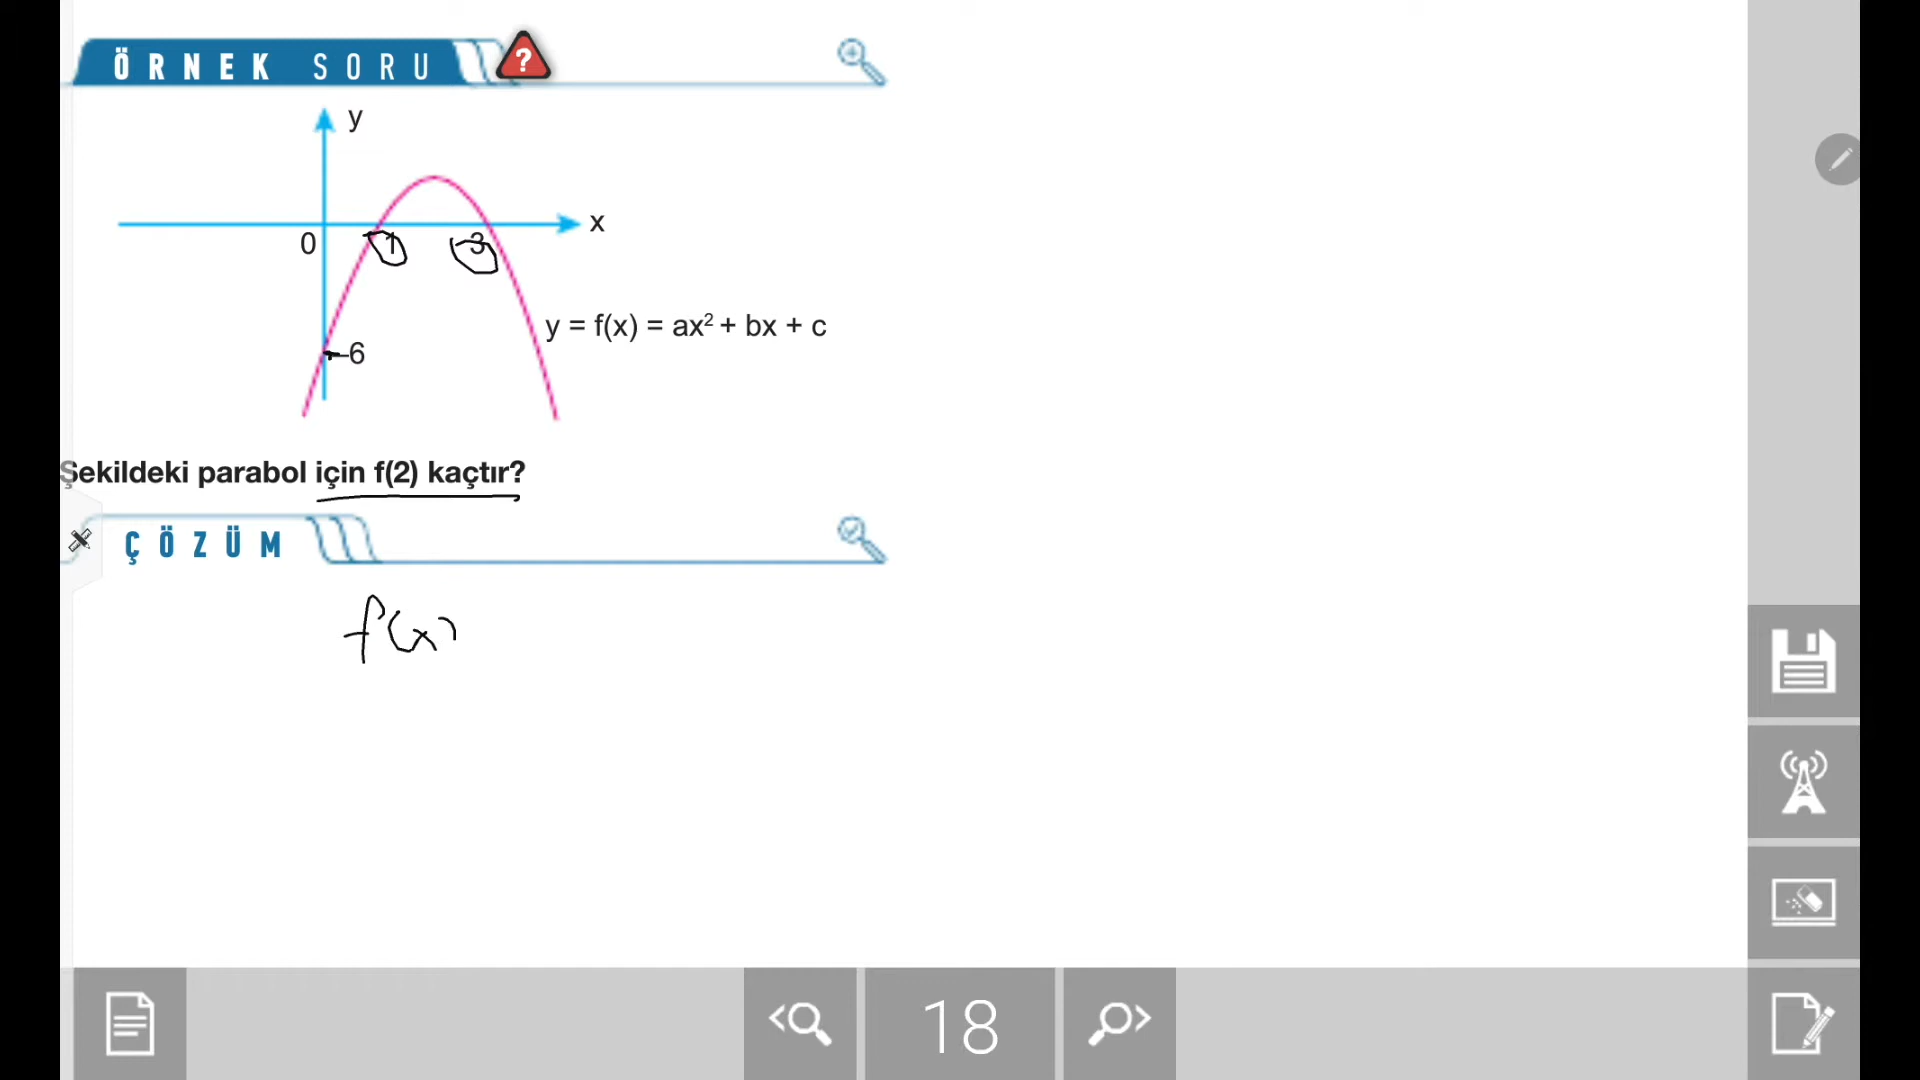 ÖRNEK SORU ?
y
x
0 1 3
y = f(x) = ax² + bx + c
-6
Şekildeki parabol için f(2) kaçtır?
ÇÖZÜM
f(x)
18